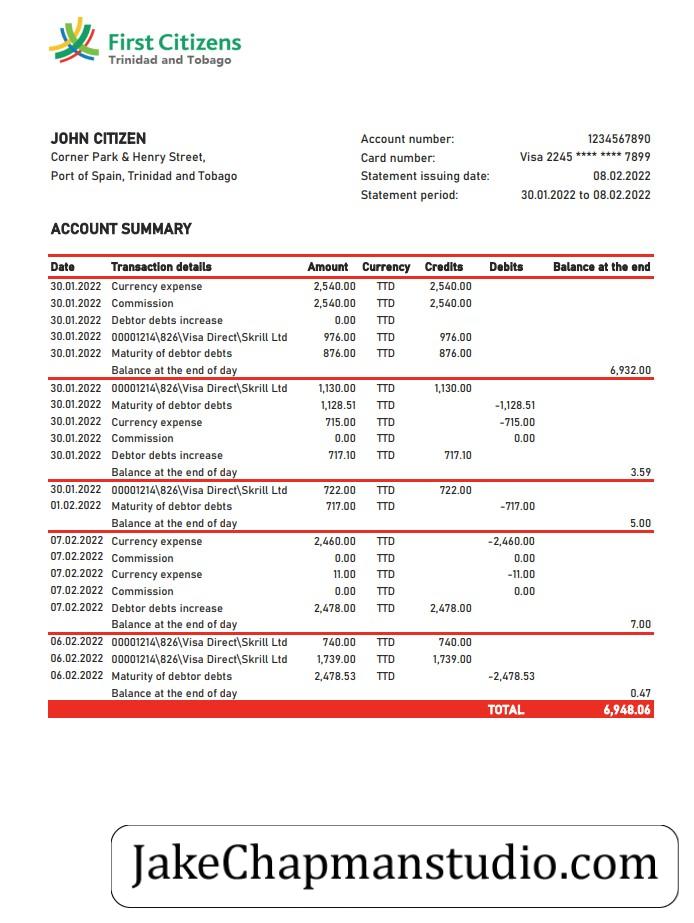 First Citizens
Trinidad and Tobago
JOHN CITIZEN
Corner Park & Henry Street,
Port of Spain, Trinidad and Tobago
Account number: 1234567890
Card number: Visa 2245 **** **** 7899
Statement issuing date: 08.02.2022
Statement period: 30.01.2022 to 08.02.2022
ACCOUNT SUMMARY
Date Transaction details Amount Currency Credits Debits Balance at the end
30.01.2022 Currency expense 2,540.00 TTD 2,540.00
30.01.2022 Commission 2,540.00 TTD 2,540.00
30.01.2022 Debtor debts increase 0.00 TTD
30.01.2022 00001214\826\Visa Direct\Skrill Ltd 976.00 TTD 976.00
30.01.2022 Maturity of debtor debts 876.00 TTD 876.00
Balance at the end of day 6,932.00
30.01.2022 00001214\826\Visa Direct\Skrill Ltd 1,130.00 TTD 1,130.00
30.01.2022 Maturity of debtor debts 1,128.51 TTD -1,128.51
30.01.2022 Currency expense 715.00 TTD -715.00
30.01.2022 Commission 0.00 TTD 0.00
30.01.2022 Debtor debts increase 717.10 TTD 717.10
Balance at the end of day 3.59
30.01.2022 00001214\826\Visa Direct\Skrill Ltd 722.00 TTD 722.00
01.02.2022 Maturity of debtor debts 717.00 TTD -717.00
Balance at the end of day 5.00
07.02.2022 Currency expense 2,460.00 TTD -2,460.00
07.02.2022 Commission 0.00 TTD 0.00
07.02.2022 Currency expense 11.00 TTD -11.00
07.02.2022 Commission 0.00 TTD 0.00
07.02.2022 Debtor debts increase 2,478.00 TTD 2,478.00
Balance at the end of day 7.00
06.02.2022 00001214\826\Visa Direct\Skrill Ltd 740.00 TTD 740.00
06.02.2022 00001214\826\Visa Direct\Skrill Ltd 1,739.00 TTD 1,739.00
06.02.2022 Maturity of debtor debts 2,478.53 TTD -2,478.53
Balance at the end of day 0.47
TOTAL 6,948.06
JakeChapmanstudio.com